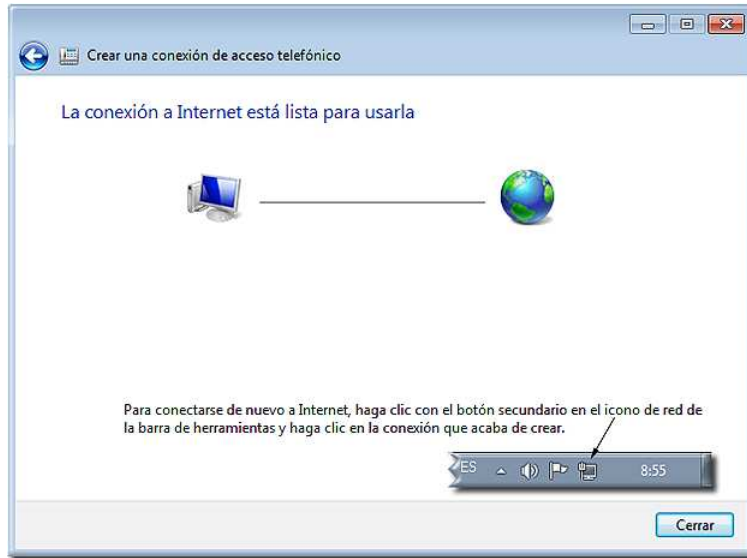 Crear una conexión de acceso telefónico
La conexión a Internet está lista para usarla
Para conectarse de nuevo a Internet, haga clic con el botón secundario en el icono de red de
la barra de herramientas y haga clic en la conexión que acaba de crear.
ES 8:55
Cerrar